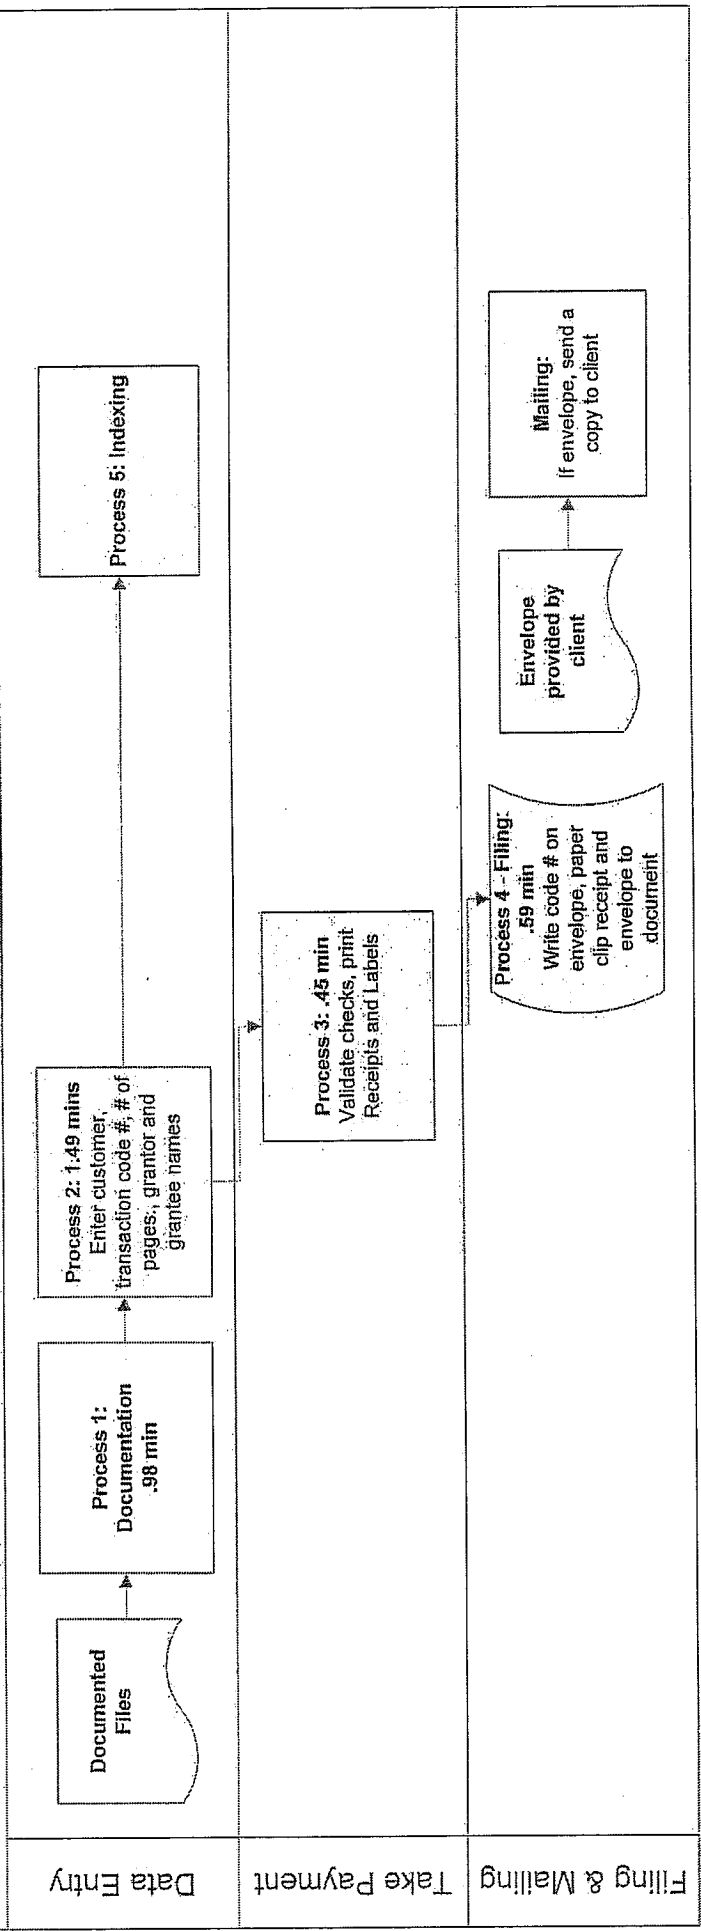 Data Entry
Documented
Files
Process 1:
Documentation
.98 min
Process 2: 1:49 mins
Enter customer,
transaction code #, # of
pages, grantor and
grantee names
Process 5: Indexing
Take Payment
Process 3: .45 min
Validate checks, print
Receipts and Labels
Filing & Mailing
Process 4 - Filing:
.59 min
Write code # on
envelope, paper
clip receipt and
envelope to
document
Envelope
provided by
client
Mailing:
If envelope, send a
copy to client